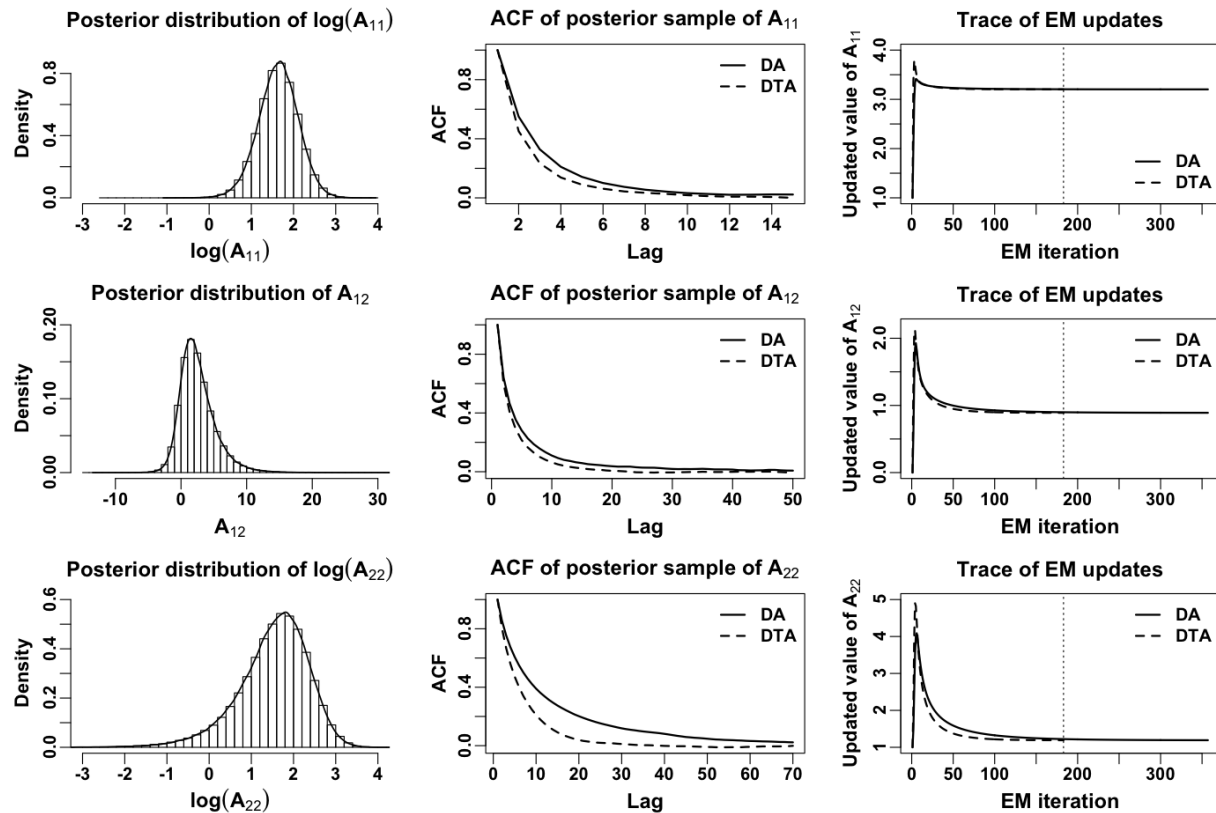 Posterior distribution of log(A₁₁)
Density
0.0 0.4 0.8
-3 -2 -1 0 1 2 3 4
log(A₁₁)
ACF of posterior sample of A₁₁
ACF
0.0 0.4 0.8
DA
DTA
2 4 6 8 10 12 14
Lag
Trace of EM updates
Updated value of A₁₁
1.0 2.0 3.0 4.0
DA
DTA
0 50 100 200 300
EM iteration
Posterior distribution of A₁₂
Density
0.00 0.10 0.20
-10 0 10 20 30
A₁₂
ACF of posterior sample of A₁₂
ACF
0.0 0.4 0.8
DA
DTA
0 10 20 30 40 50
Lag
Trace of EM updates
Updated value of A₁₂
0.0 1.0 2.0
DA
DTA
0 50 100 200 300
EM iteration
Posterior distribution of log(A₂₂)
Density
0.0 0.2 0.4 0.6
-3 -2 -1 0 1 2 3 4
log(A₂₂)
ACF of posterior sample of A₂₂
ACF
0.0 0.4 0.8
DA
DTA
0 10 20 30 40 50 60 70
Lag
Trace of EM updates
Updated value of A₂₂
1 2 3 4 5
DA
DTA
0 50 100 200 300
EM iteration